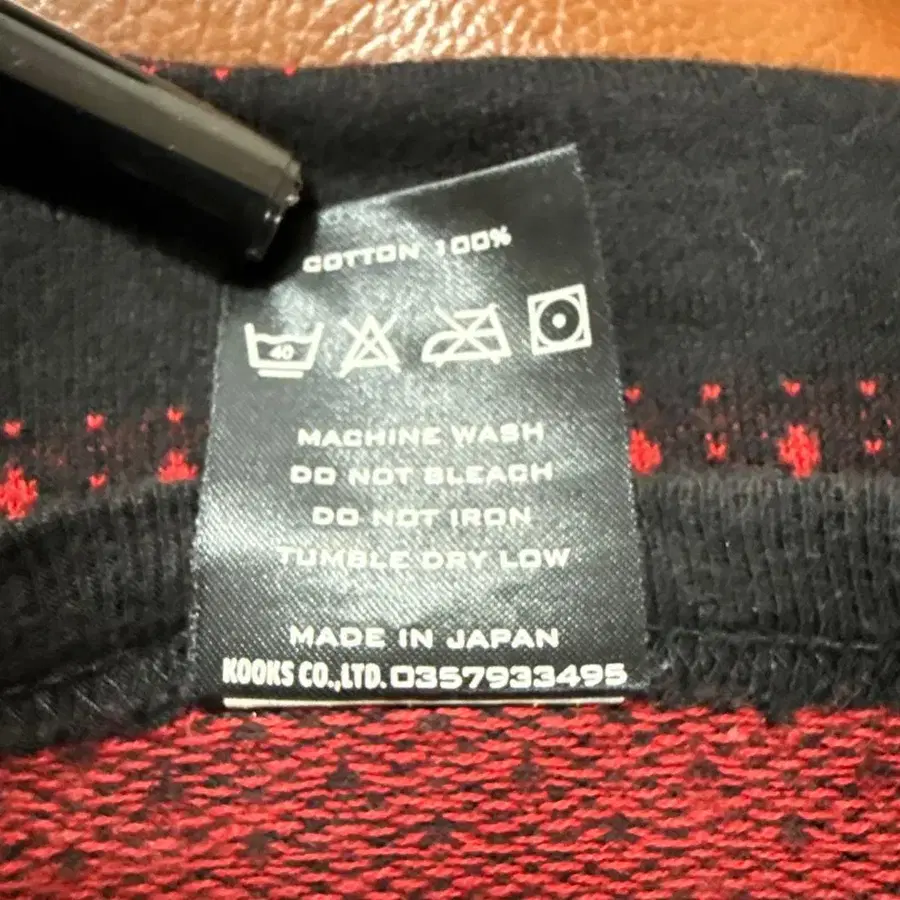 COTTON 100%
40
MACHINE WASH
DO NOT BLEACH
DO NOT IRON
TUMBLE DRY LOW
MADE IN JAPAN
KOOKS CO.,LTD. 0357933495